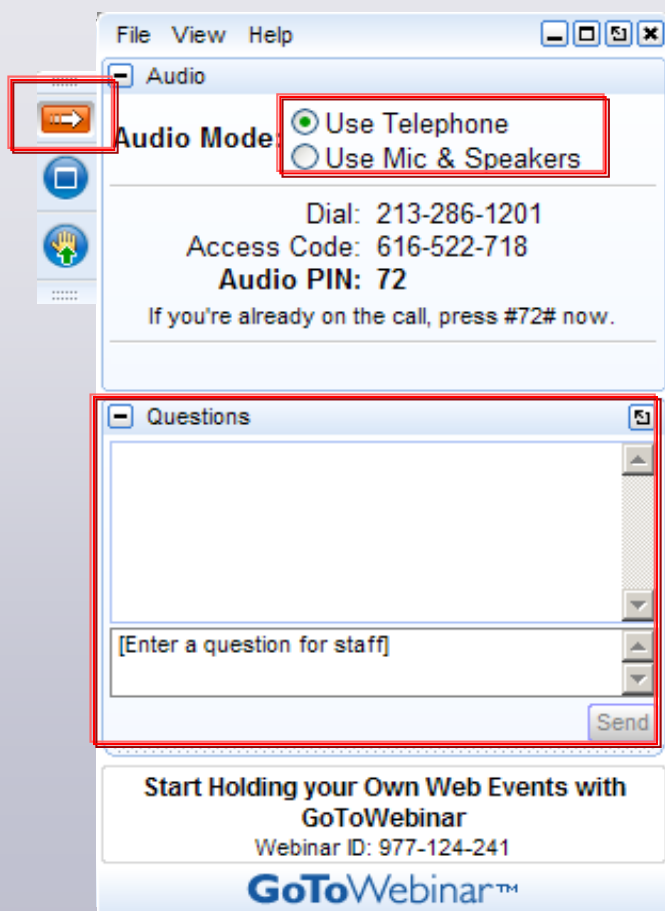 File View Help
Audio
Audio Mode:
Use Telephone
Use Mic & Speakers
Dial: 213-286-1201
Access Code: 616-522-718
Audio PIN: 72
If you're already on the call, press #72# now.
Questions
[Enter a question for staff]
Send
Start Holding your Own Web Events with
GoToWebinar
Webinar ID: 977-124-241
GoToWebinar™